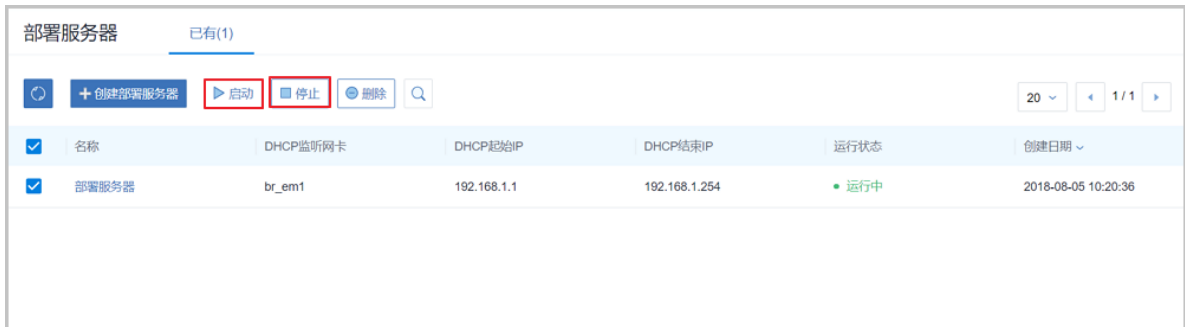 部署服务器 已有(1)
创建部署服务器 启动 停止 删除 20 1 / 1
名称 DHCP监听网卡 DHCP起始IP DHCP结束IP 运行状态 创建日期
部署服务器 br_em1 192.168.1.1 192.168.1.254 运行中 2018-08-05 10:20:36